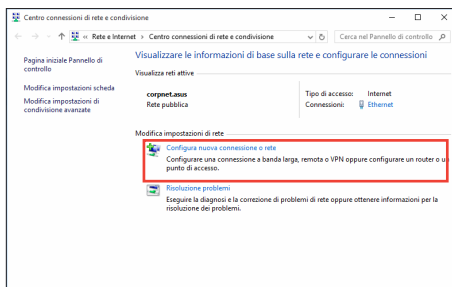 Centro connessioni di rete e condivisione
« Rete e Internet › Centro connessioni di rete e condivisione
Cerca nel Pannello di controllo
Pagina iniziale Pannello di controllo
Modifica impostazioni scheda
Modifica impostazioni di condivisione avanzate
Visualizzare le informazioni di base sulla rete e configurare le connessioni
Visualizza reti attive
corpnet.asus
Rete pubblica
Tipo di accesso: Internet
Connessioni: Ethernet
Modifica impostazioni di rete
Configura nuova connessione o rete
Configurare una connessione a banda larga, remota o VPN oppure configurare un router o un
punto di accesso.
Risoluzione problemi
Eseguire la diagnosi e la correzione di problemi di rete oppure ottenere informazioni per la
risoluzione dei problemi.